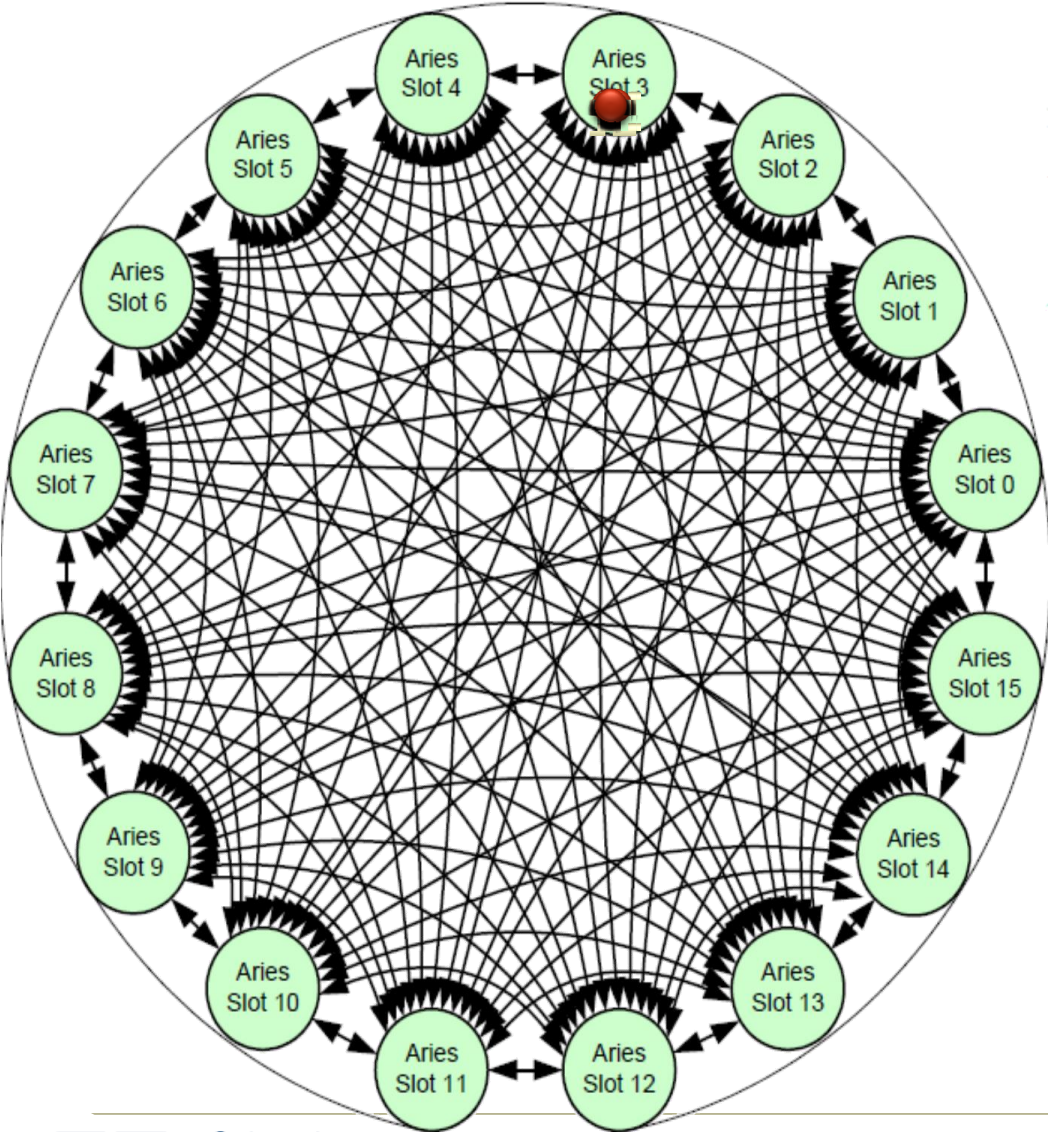 Aries
Slot 4
Aries
Slot 3
Aries
Slot 5
Aries
Slot 2
Aries
Slot 6
Aries
Slot 1
Aries
Slot 7
Aries
Slot 0
Aries
Slot 8
Aries
Slot 15
Aries
Slot 9
Aries
Slot 14
Aries
Slot 10
Aries
Slot 13
Aries
Slot 11
Aries
Slot 12